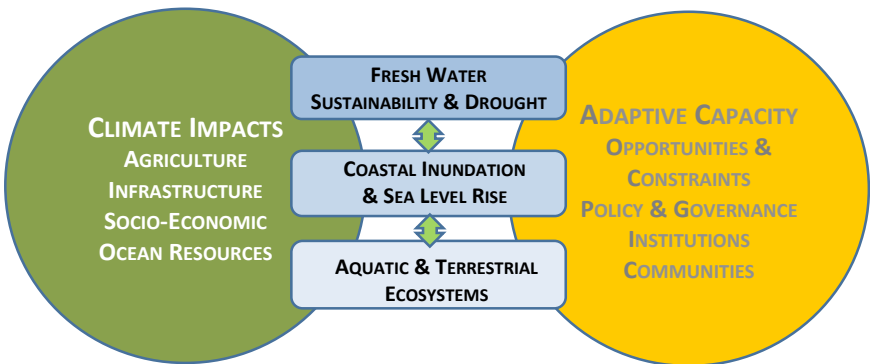 Climate Impacts
Agriculture
Infrastructure
Socio-Economic
Ocean Resources
Fresh Water
Sustainability & Drought
Coastal Inundation
& Sea Level Rise
Aquatic & Terrestrial
Ecosystems
Adaptive Capacity
Opportunities &
Constraints
Policy & Governance
Institutions
Communities